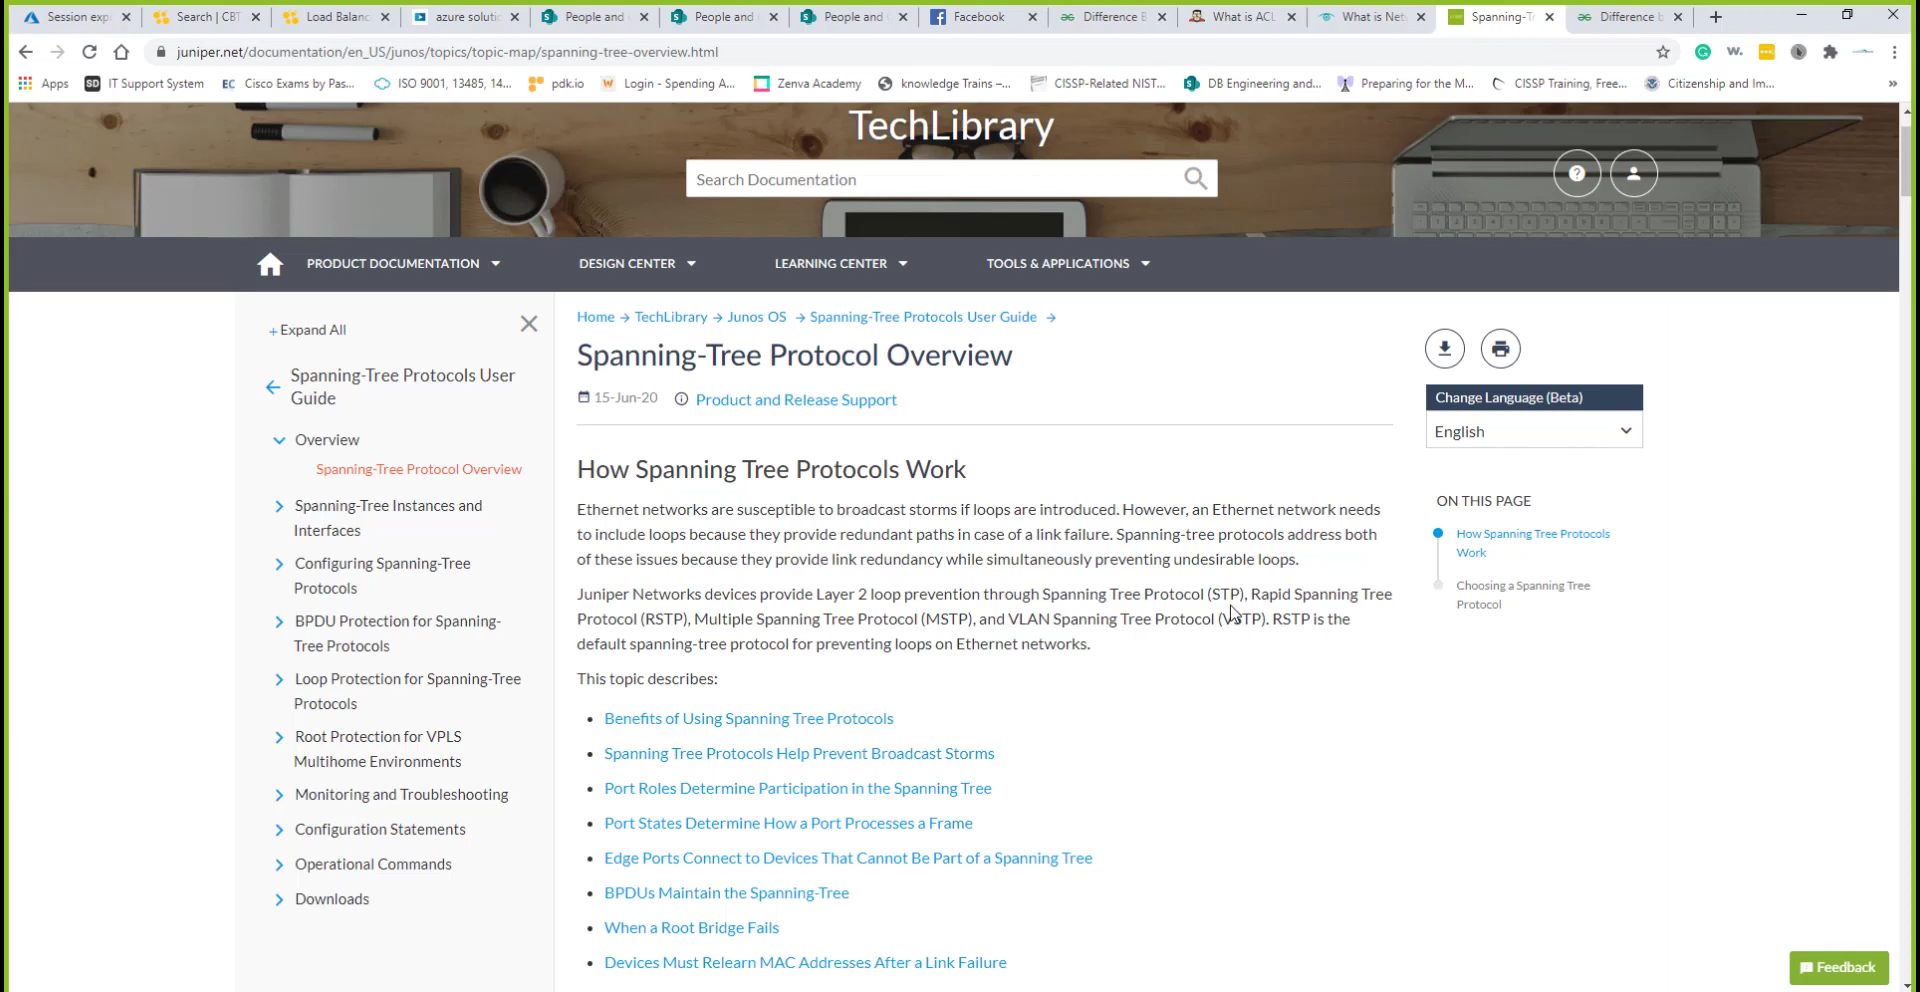 Session exp
Search | CBT
Load Balanc
azure soluti
People and
People and
People and
Facebook
Difference B
What is ACL
What is Net
Spanning-Tr
Difference b
juniper.net/documentation/en_US/junos/topics/topic-map/spanning-tree-overview.html
Apps
IT Support System
Cisco Exams by Pas...
ISO 9001, 13485, 14...
pdk.io
Login - Spending A...
Zenva Academy
knowledge Trains –...
CISSP-Related NIST...
DB Engineering and...
Preparing for the M...
CISSP Training, Free...
Citizenship and Im...
TechLibrary
Search Documentation
PRODUCT DOCUMENTATION
DESIGN CENTER
LEARNING CENTER
TOOLS & APPLICATIONS
+ Expand All
Spanning-Tree Protocols User
Guide
Overview
Spanning-Tree Protocol Overview
Spanning-Tree Instances and
Interfaces
Configuring Spanning-Tree
Protocols
BPDU Protection for Spanning-
Tree Protocols
Loop Protection for Spanning-Tree
Protocols
Root Protection for VPLS
Multihome Environments
Monitoring and Troubleshooting
Configuration Statements
Operational Commands
Downloads
Home → TechLibrary → Junos OS → Spanning-Tree Protocols User Guide →
Spanning-Tree Protocol Overview
15-Jun-20 Product and Release Support
How Spanning Tree Protocols Work
Ethernet networks are susceptible to broadcast storms if loops are introduced. However, an Ethernet network needs
to include loops because they provide redundant paths in case of a link failure. Spanning-tree protocols address both
of these issues because they provide link redundancy while simultaneously preventing undesirable loops.
Juniper Networks devices provide Layer 2 loop prevention through Spanning Tree Protocol (STP), Rapid Spanning Tree
Protocol (RSTP), Multiple Spanning Tree Protocol (MSTP), and VLAN Spanning Tree Protocol (VSTP). RSTP is the
default spanning-tree protocol for preventing loops on Ethernet networks.
This topic describes:
• Benefits of Using Spanning Tree Protocols
• Spanning Tree Protocols Help Prevent Broadcast Storms
• Port Roles Determine Participation in the Spanning Tree
• Port States Determine How a Port Processes a Frame
• Edge Ports Connect to Devices That Cannot Be Part of a Spanning Tree
• BPDUs Maintain the Spanning-Tree
• When a Root Bridge Fails
• Devices Must Relearn MAC Addresses After a Link Failure
Change Language (Beta)
English
ON THIS PAGE
How Spanning Tree Protocols
Work
Choosing a Spanning Tree
Protocol
Feedback